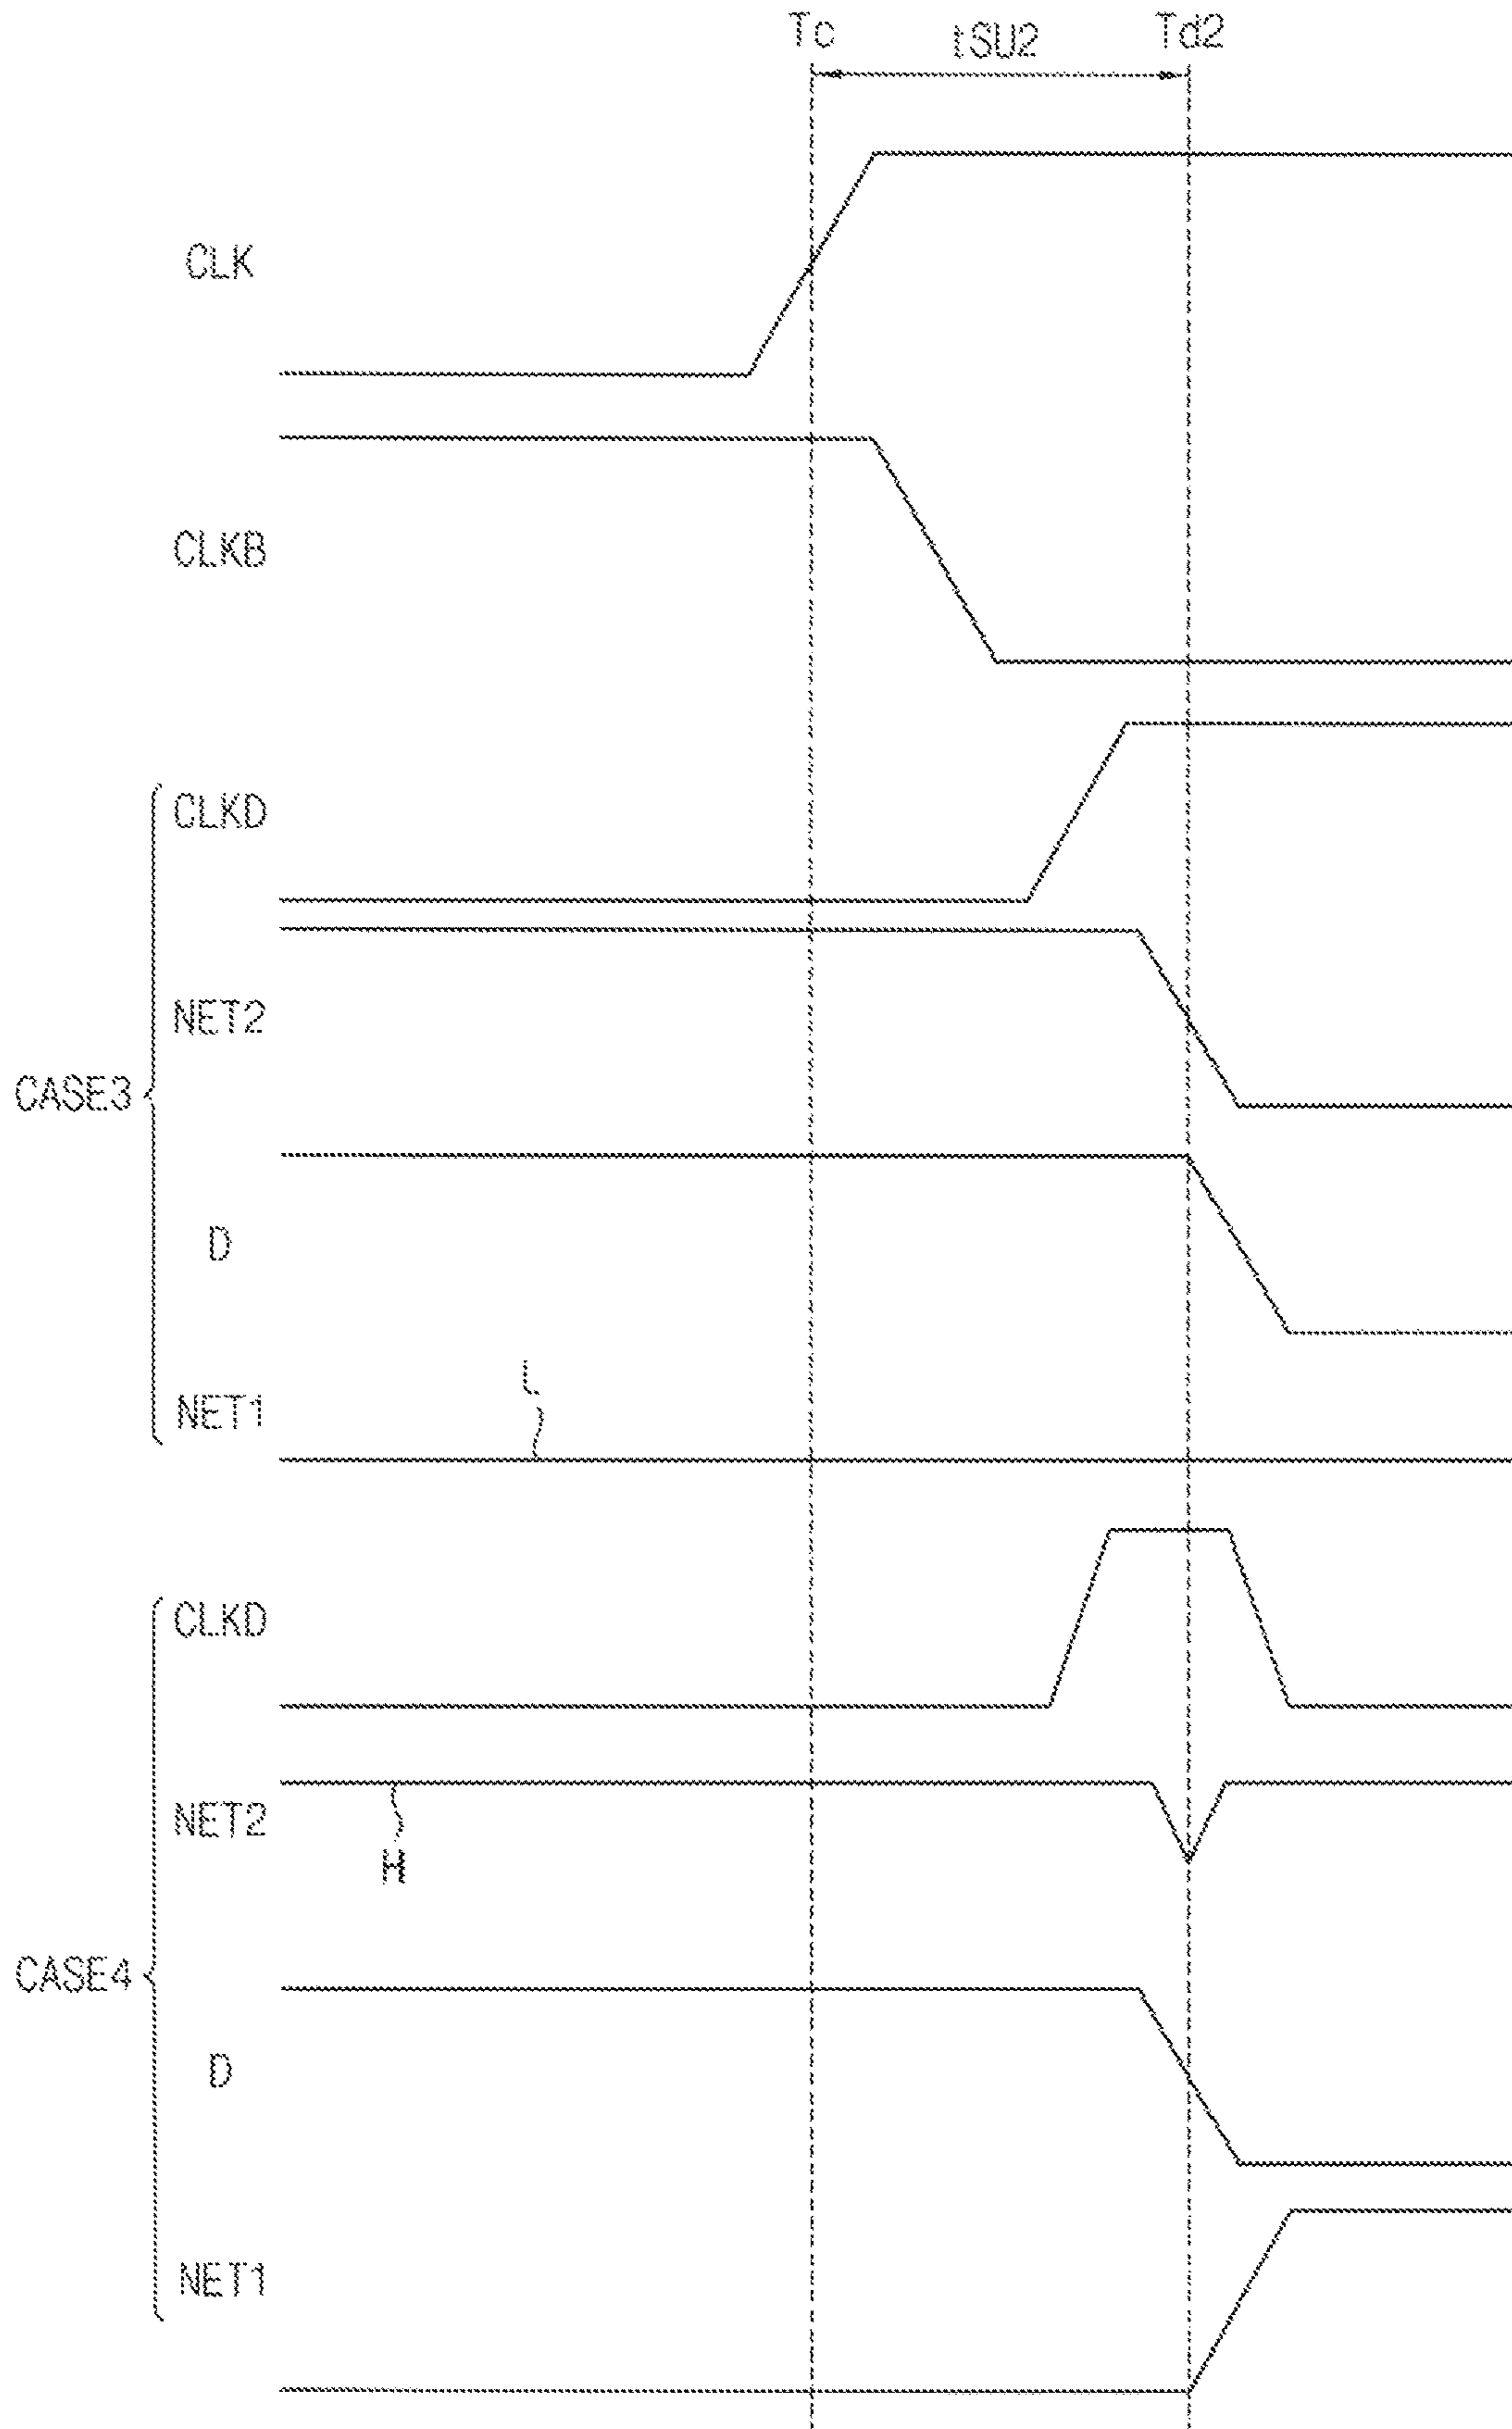 Tc tSU2 Td2
CLK
CLKB
CLKD
NET2
CASE3
D
L
NET1
CLKD
NET2
H
CASE4
D
NET1